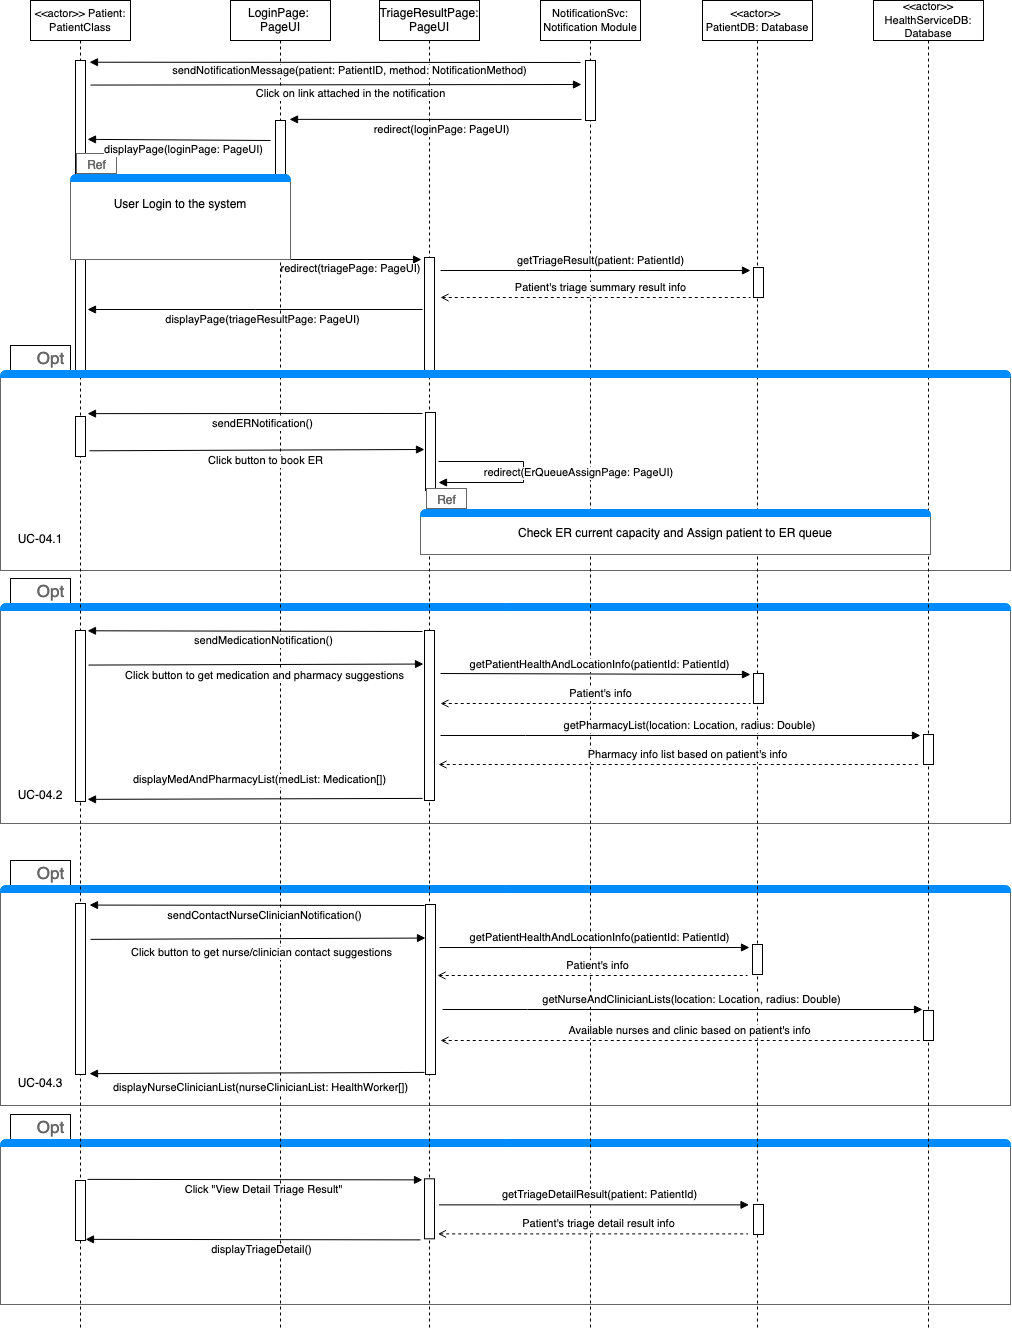 <<actor>> Patient:
PatientClass
LoginPage:
PageUI
TriageResultPage:
PageUI
NotificationSvc:
Notification Module
<<actor>>
PatientDB: Database
<<actor>>
HealthServiceDB:
Database
sendNotificationMessage(patient: PatientID, method: NotificationMethod)
Click on link attached in the notification
redirect(loginPage: PageUI)
displayPage(loginPage: PageUI)
Ref
User Login to the system
redirect(triagePage: PageUI)
getTriageResult(patient: PatientId)
Patient's triage summary result info
displayPage(triageResultPage: PageUI)
Opt
sendERNotification()
Click button to book ER
redirect(ErQueueAssignPage: PageUI)
Ref
Check ER current capacity and Assign patient to ER queue
UC-04.1
Opt
sendMedicationNotification()
Click button to get medication and pharmacy suggestions
getPatientHealthAndLocationInfo(patientId: PatientId)
Patient's info
getPharmacyList(location: Location, radius: Double)
Pharmacy info list based on patient's info
displayMedAndPharmacyList(medList: Medication[])
UC-04.2
Opt
sendContactNurseClinicianNotification()
Click button to get nurse/clinician contact suggestions
getPatientHealthAndLocationInfo(patientId: PatientId)
Patient's info
getNurseAndClinicianLists(location: Location, radius: Double)
Available nurses and clinic based on patient's info
displayNurseClinicianList(nurseClinicianList: HealthWorker[])
UC-04.3
Opt
Click "View Detail Triage Result"
getTriageDetailResult(patient: PatientId)
Patient's triage detail result info
displayTriageDetail()